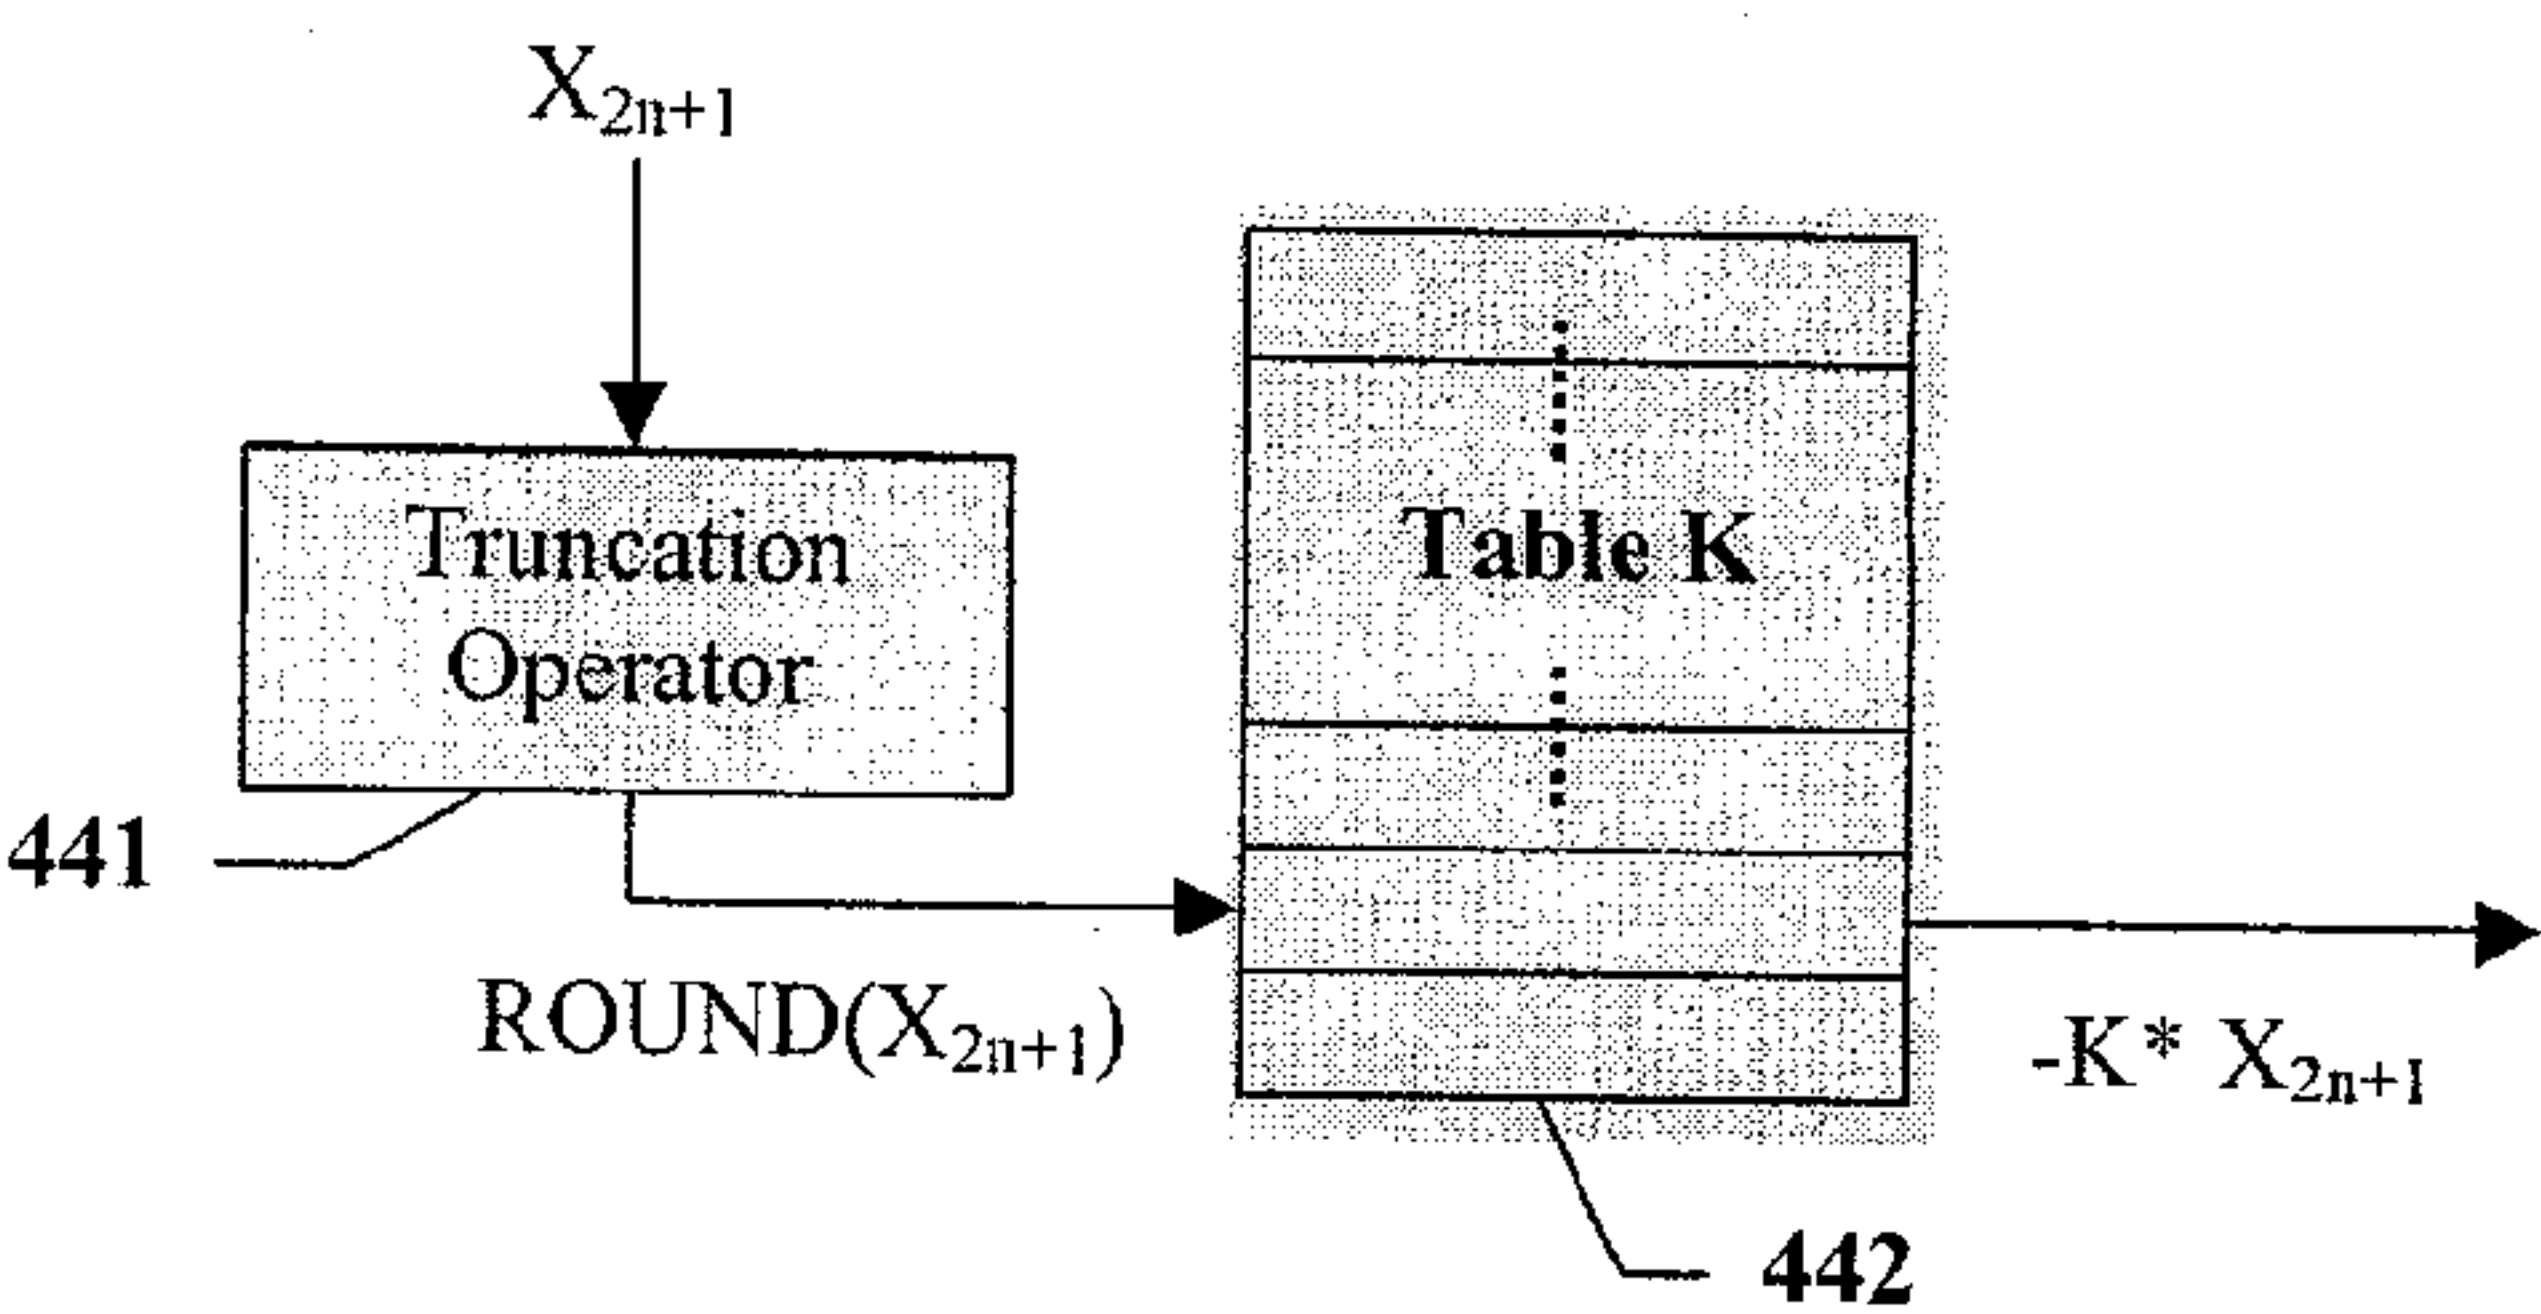 X₂ₙ₊₁
Truncation
Operator
Table K
441
ROUND(X₂ₙ₊₁)
-K* X₂ₙ₊₁
442